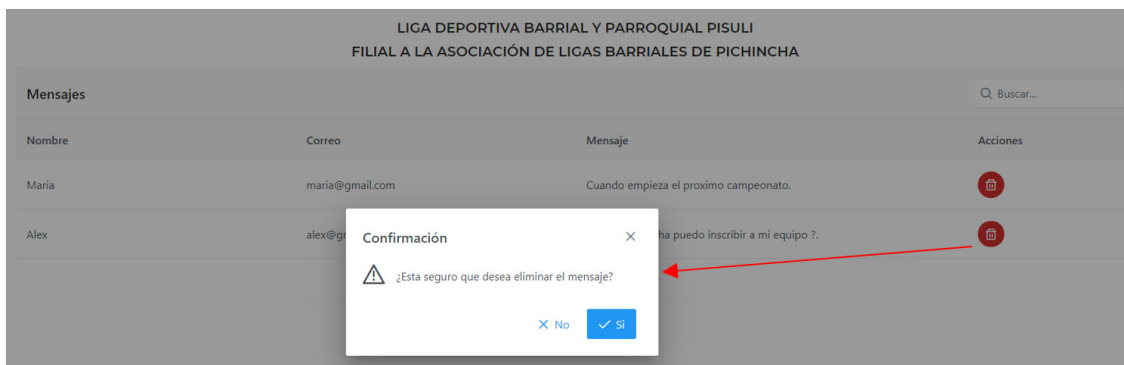 LIGA DEPORTIVA BARRIAL Y PARROQUIAL PISULI
FILIAL A LA ASOCIACIÓN DE LIGAS BARRIALES DE PICHINCHA
Mensajes
Buscar...
Nombre Correo Mensaje Acciones
Maria maria@gmail.com Cuando empieza el proximo campeonato.
Alex puedo inscribir a mi equipo ?.
Confirmación
¿Esta seguro que desea eliminar el mensaje?
No Si